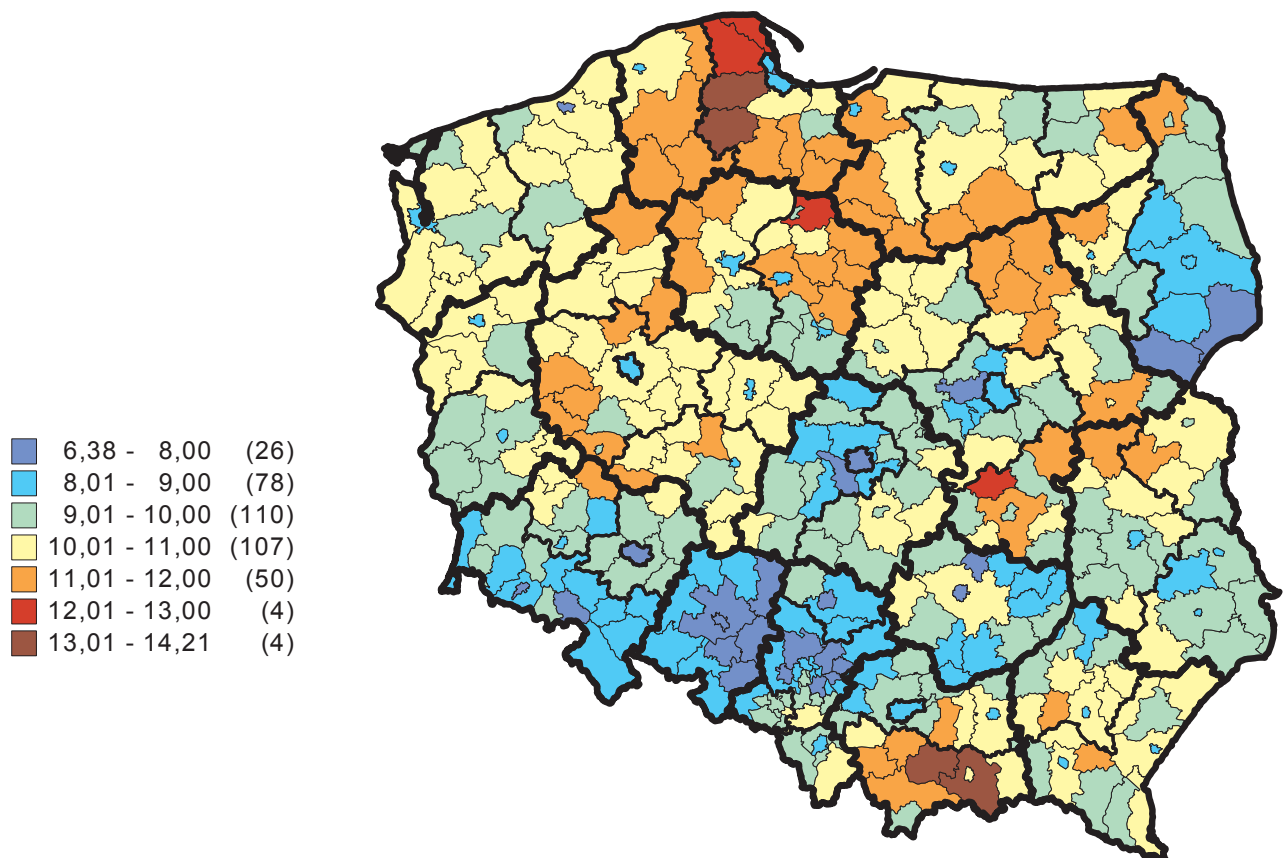 6,38 - 8,00 (26)
8,01 - 9,00 (78)
9,01 - 10,00 (110)
10,01 - 11,00 (107)
11,01 - 12,00 (50)
12,01 - 13,00 (4)
13,01 - 14,21 (4)